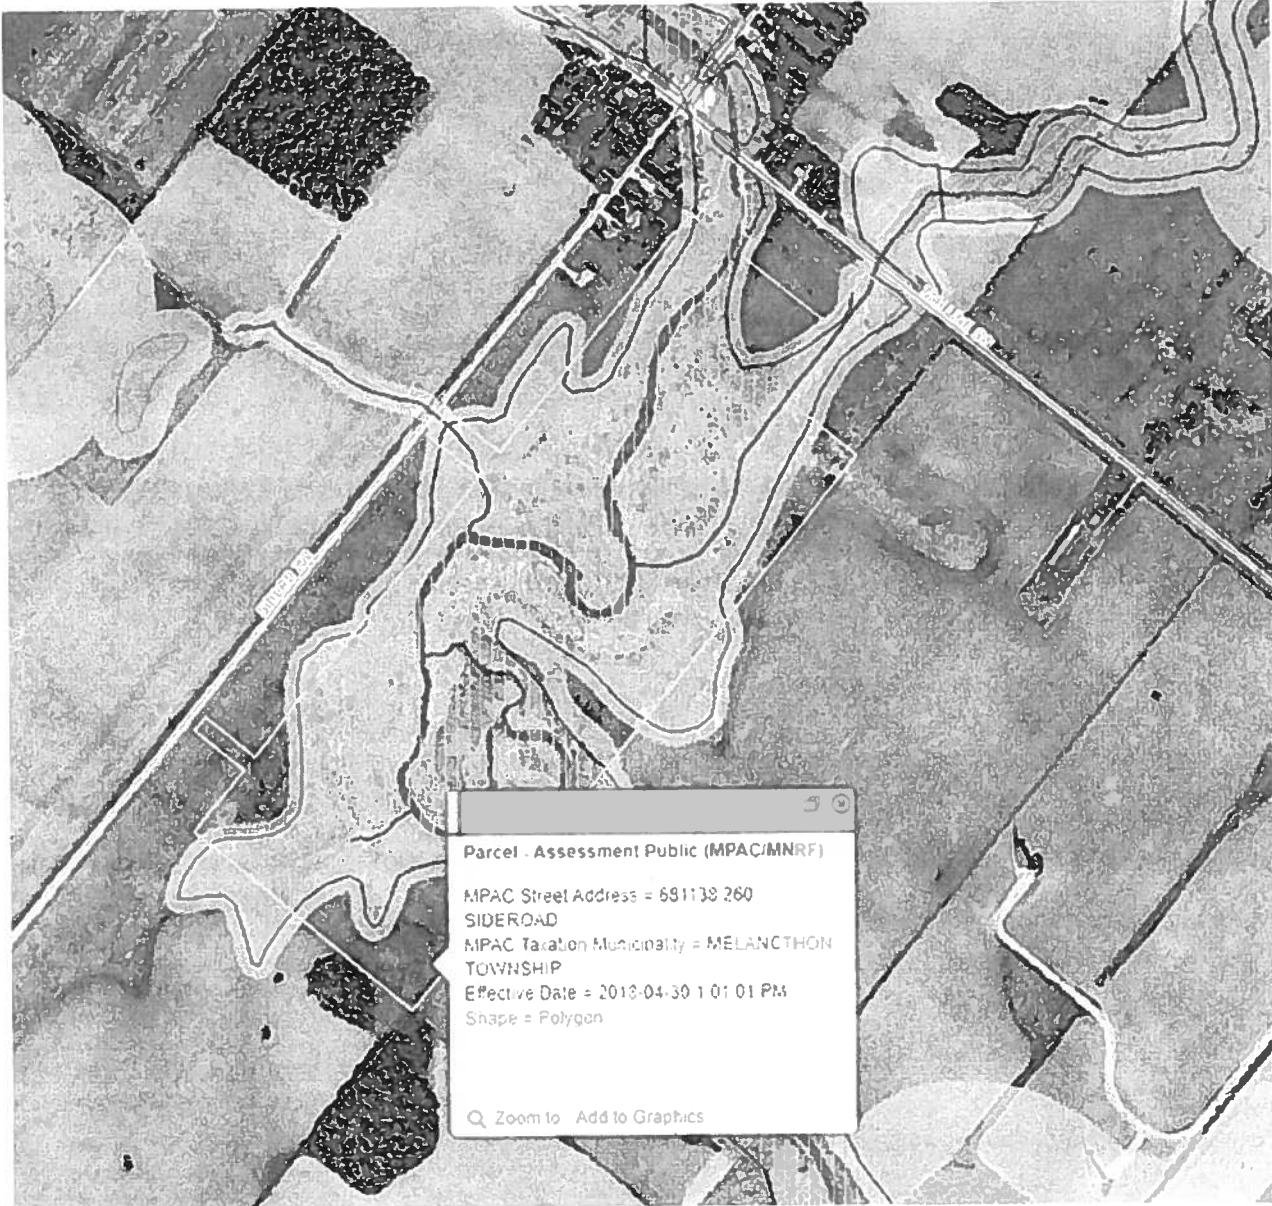 Parcel - Assessment Public (MPAC/MNRF)
MPAC Street Address = 681138 260
SIDEROAD
MPAC Taxation Municipality = MELANCTHON
TOWNSHIP
Effective Date = 2018-04-30 1:01:01 PM
Shape = Polygon
Zoom to Add to Graphics